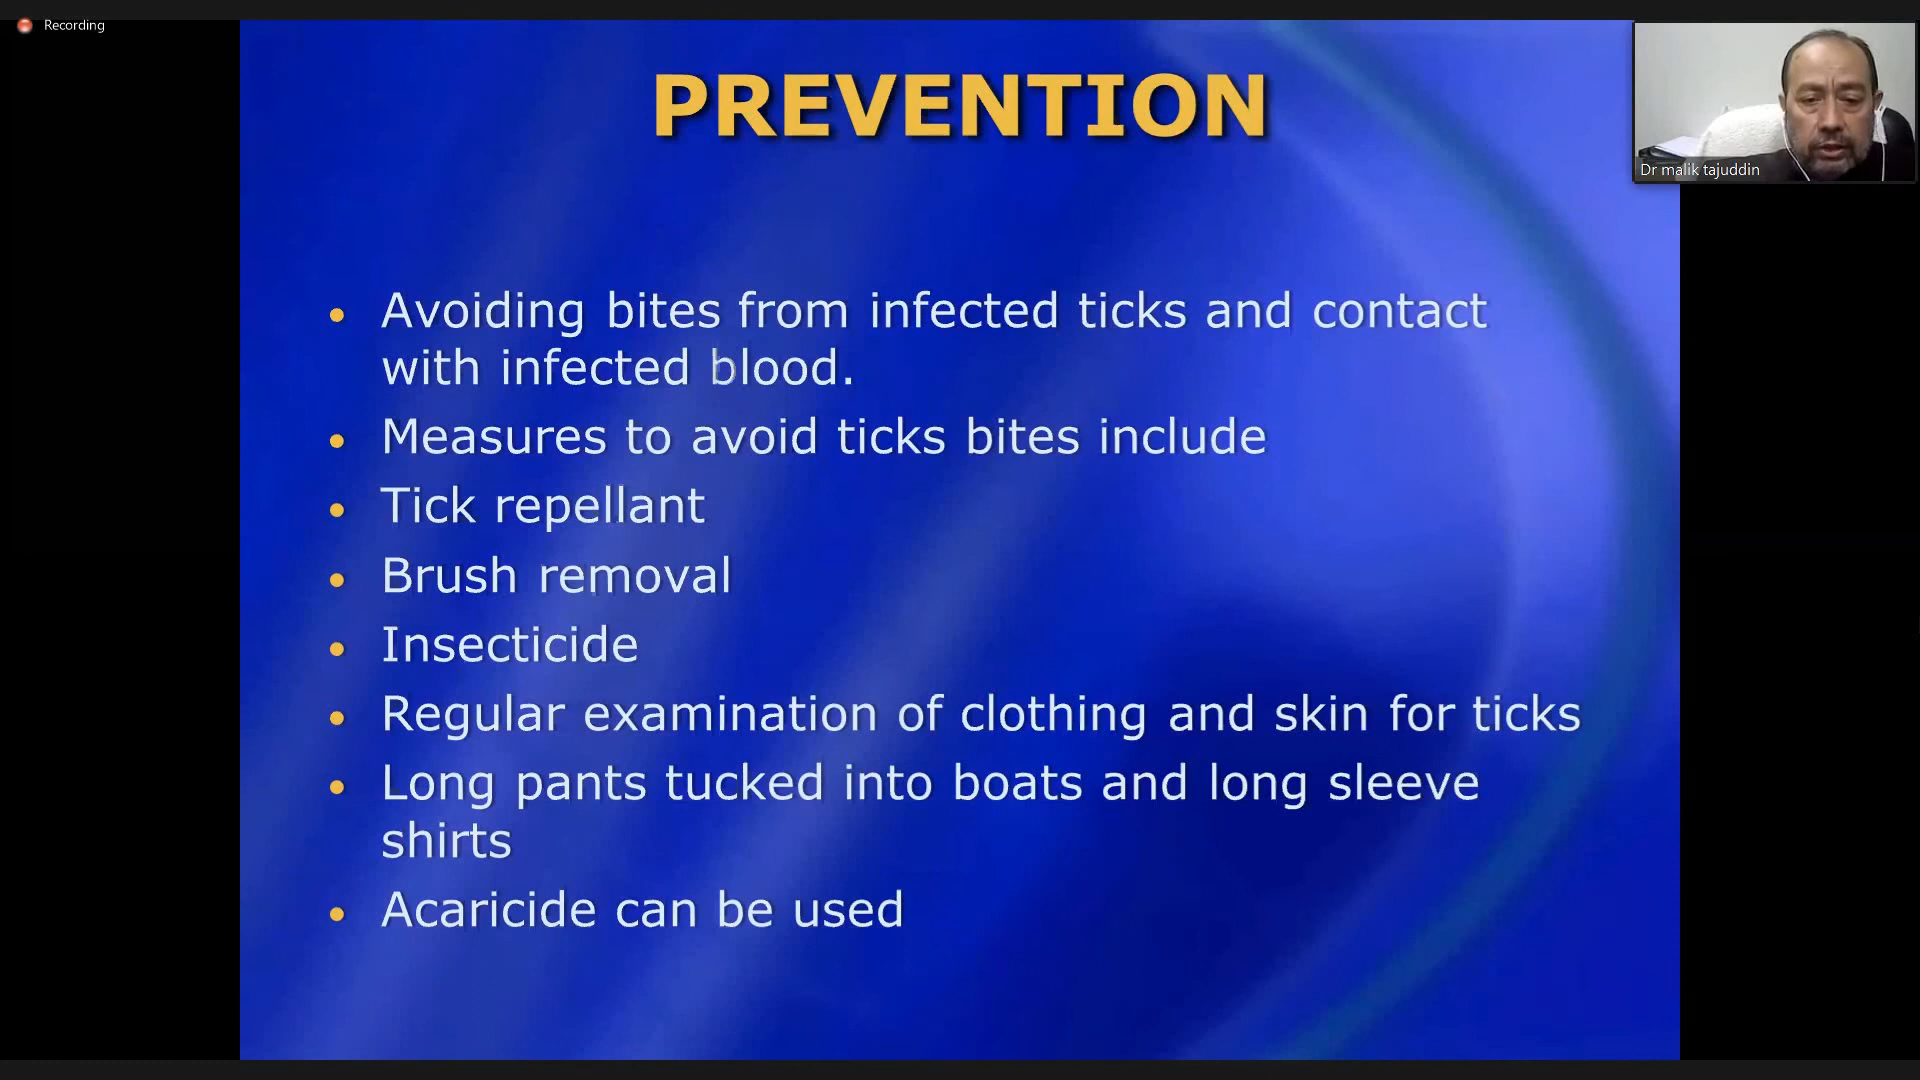 Recording
PREVENTION
Dr malik tajuddin
• Avoiding bites from infected ticks and contact
with infected blood.
• Measures to avoid ticks bites include
• Tick repellant
• Brush removal
• Insecticide
• Regular examination of clothing and skin for ticks
• Long pants tucked into boats and long sleeve
shirts
• Acaricide can be used